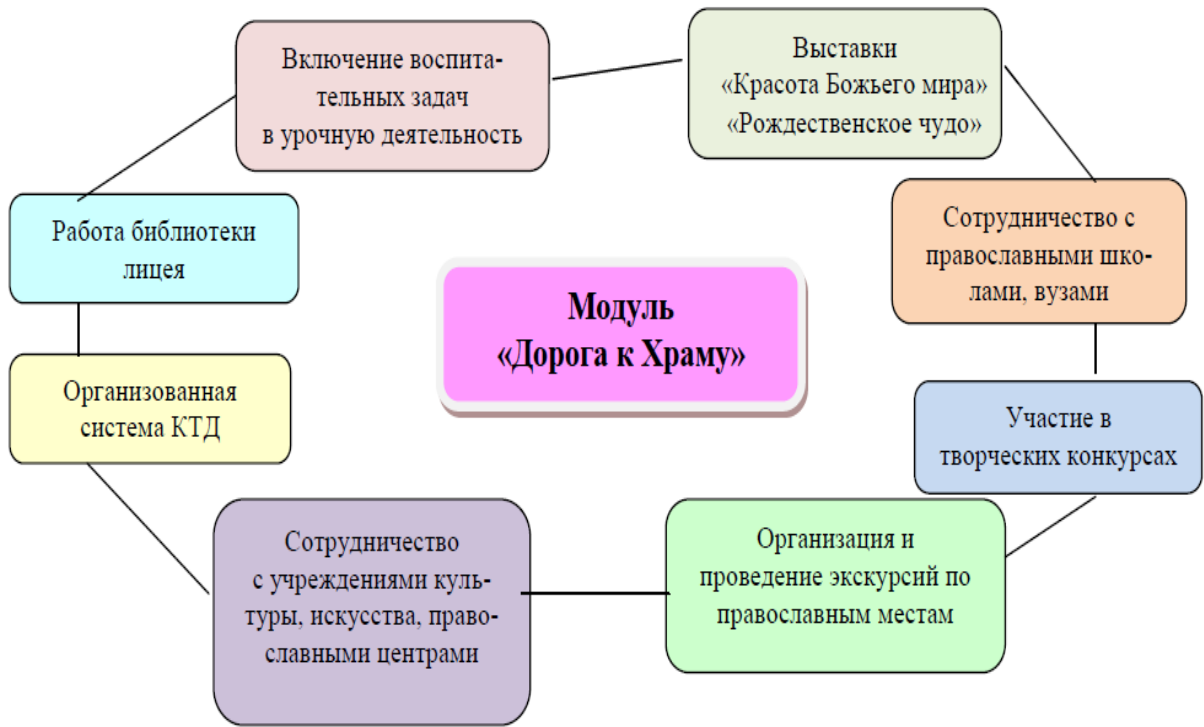 Включение воспита-
тельных задач
в урочную деятельность
Выставки
«Красота Божьего мира»
«Рождественское чудо»
Работа библиотеки
лицея
Сотрудничество с
православными шко-
лами, вузами
Модуль
«Дорога к Храму»
Организованная
система КТД
Участие в
творческих конкурсах
Сотрудничество
с учреждениями куль-
туры, искусства, право-
славными центрами
Организация и
проведение экскурсий по
православным местам